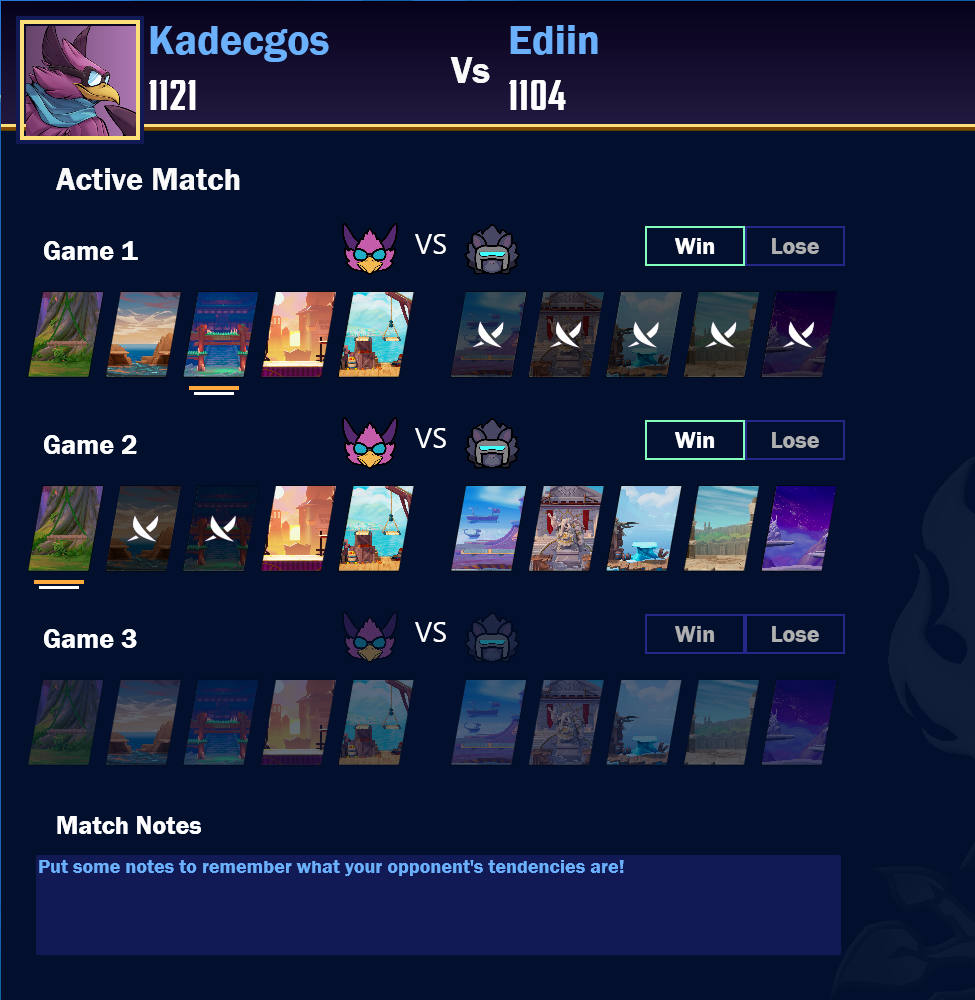 Kadecgos
1121
Vs
Ediin
1104
Active Match
Game 1
VS
Win
Lose
Game 2
VS
Win
Lose
Game 3
VS
Win
Lose
Match Notes
Put some notes to remember what your opponent's tendencies are!